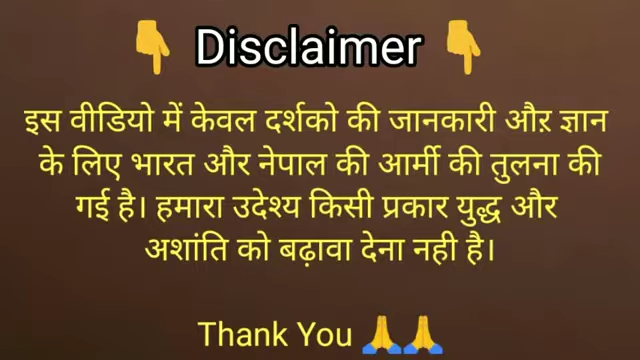 👇 Disclaimer 👇
इस वीडियो में केवल दर्शको की जानकारी औऱ ज्ञान
के लिए भारत और नेपाल की आर्मी की तुलना की
गई है। हमारा उदेश्य किसी प्रकार युद्ध और
अशांति को बढ़ावा देना नही है।
Thank You 🙏🙏